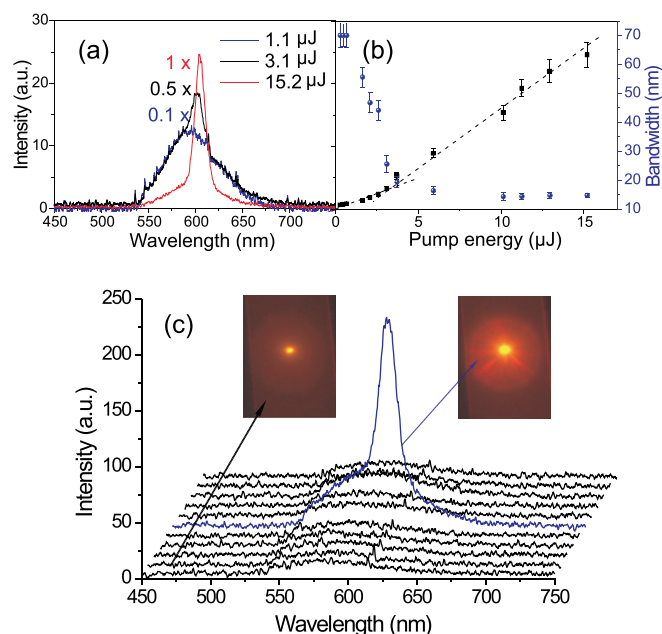 (a)
1.1 µJ
3.1 µJ
15.2 µJ
1 x
0.5 x
0.1 x
Intensity (a.u.)
30
20
10
0
450 500 550 600 650 700
Wavelength (nm)
(b)
70
60
50
40
30
20
10
Bandwidth (nm)
0 5 10 15
Pump energy (µJ)
(c)
Intensity (a.u.)
250
200
150
100
50
0
450 500 550 600 650 700 750
Wavelength (nm)